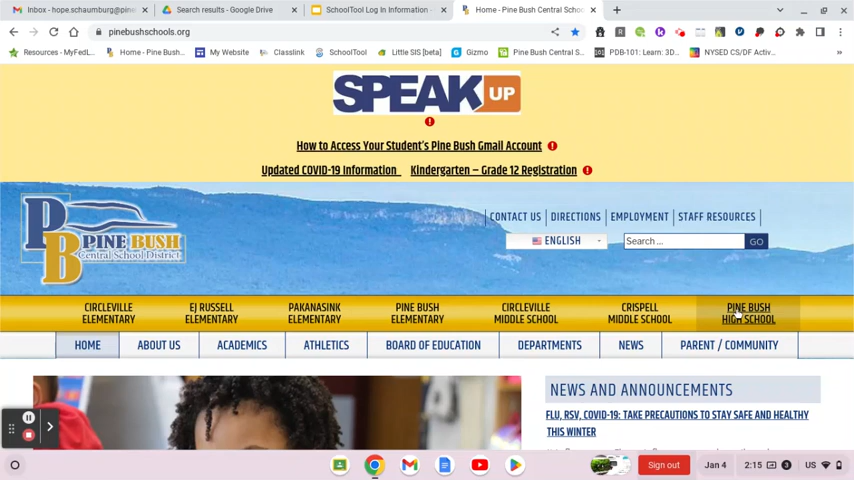 Inbox - hope.schaumburg@pine
Search results - Google Drive
SchoolTool Log In Information -
Home - Pine Bush Central Schoo
pinebushschools.org
Resources - MyFedL...
Home - Pine Bush...
My Website
Classlink
SchoolTool
Little SIS [beta]
Gizmo
Pine Bush Central S...
PDB-101: Learn: 3D...
NYSED CS/DF Activ...
SPEAK UP
How to Access Your Student's Pine Bush Gmail Account
Updated COVID-19 Information
Kindergarten – Grade 12 Registration
CONTACT US
DIRECTIONS
EMPLOYMENT
STAFF RESOURCES
PB PINE BUSH
Central School District
ENGLISH
Search ...
GO
CIRCLEVILLE
ELEMENTARY
EJ RUSSELL
ELEMENTARY
PAKANASINK
ELEMENTARY
PINE BUSH
ELEMENTARY
CIRCLEVILLE
MIDDLE SCHOOL
CRISPELL
MIDDLE SCHOOL
PINE BUSH
HIGH SCHOOL
HOME
ABOUT US
ACADEMICS
ATHLETICS
BOARD OF EDUCATION
DEPARTMENTS
NEWS
PARENT / COMMUNITY
NEWS AND ANNOUNCEMENTS
FLU, RSV, COVID-19: TAKE PRECAUTIONS TO STAY SAFE AND HEALTHY
THIS WINTER
Sign out
Jan 4
2:15
3
US